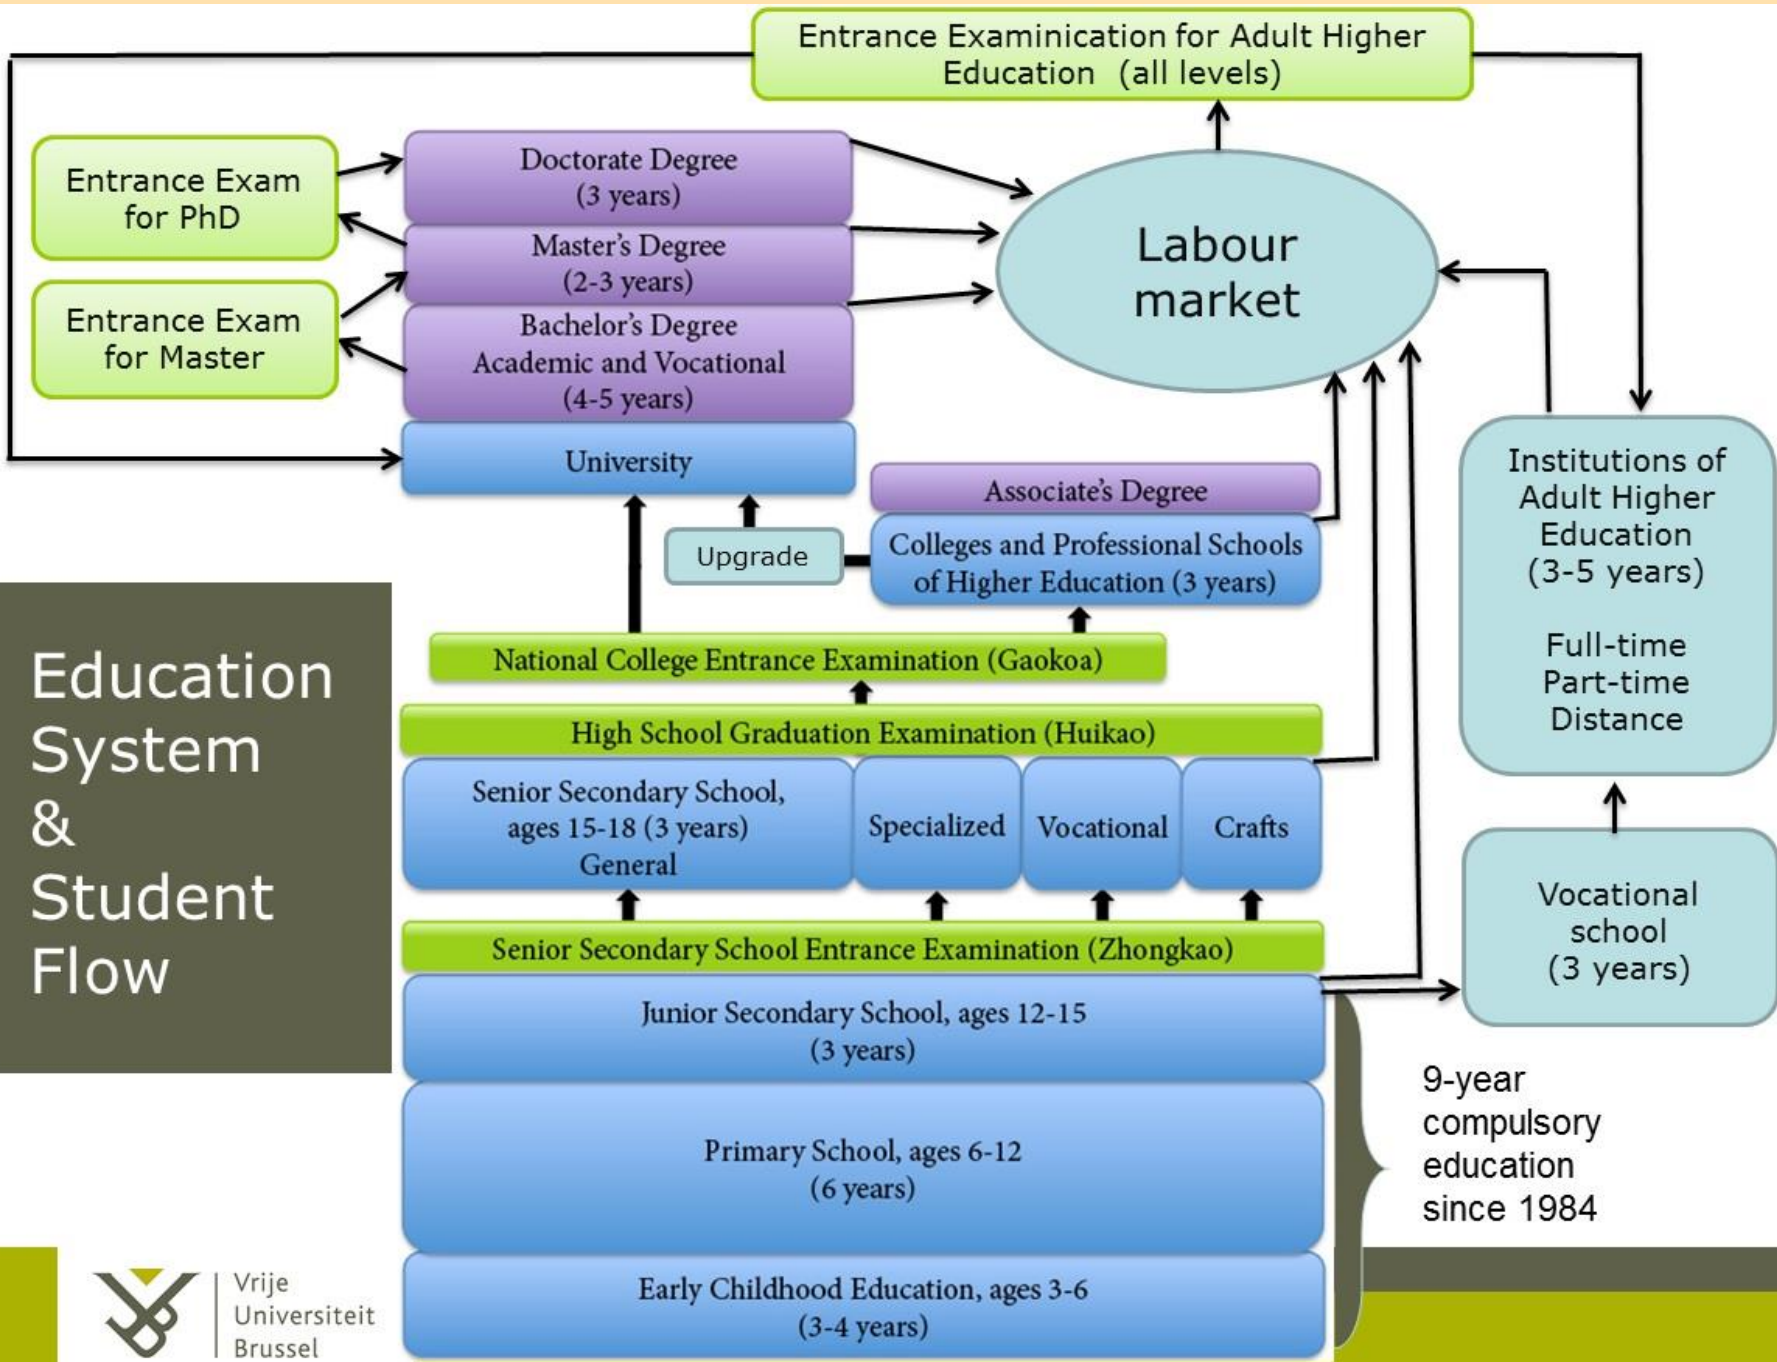 Entrance Examinication for Adult Higher
Education (all levels)
Entrance Exam
for PhD
Entrance Exam
for Master
Doctorate Degree
(3 years)
Master's Degree
(2-3 years)
Bachelor's Degree
Academic and Vocational
(4-5 years)
University
Labour
market
Associate's Degree
Colleges and Professional Schools
of Higher Education (3 years)
Upgrade
Institutions of
Adult Higher
Education
(3-5 years)
Full-time
Part-time
Distance
Education
System
&
Student
Flow
National College Entrance Examination (Gaokoa)
High School Graduation Examination (Huikao)
Senior Secondary School,
ages 15-18 (3 years)
General
Specialized
Vocational
Crafts
Senior Secondary School Entrance Examination (Zhongkao)
Vocational
school
(3 years)
Junior Secondary School, ages 12-15
(3 years)
Primary School, ages 6-12
(6 years)
Early Childhood Education, ages 3-6
(3-4 years)
9-year
compulsory
education
since 1984
Vrije
Universiteit
Brussel